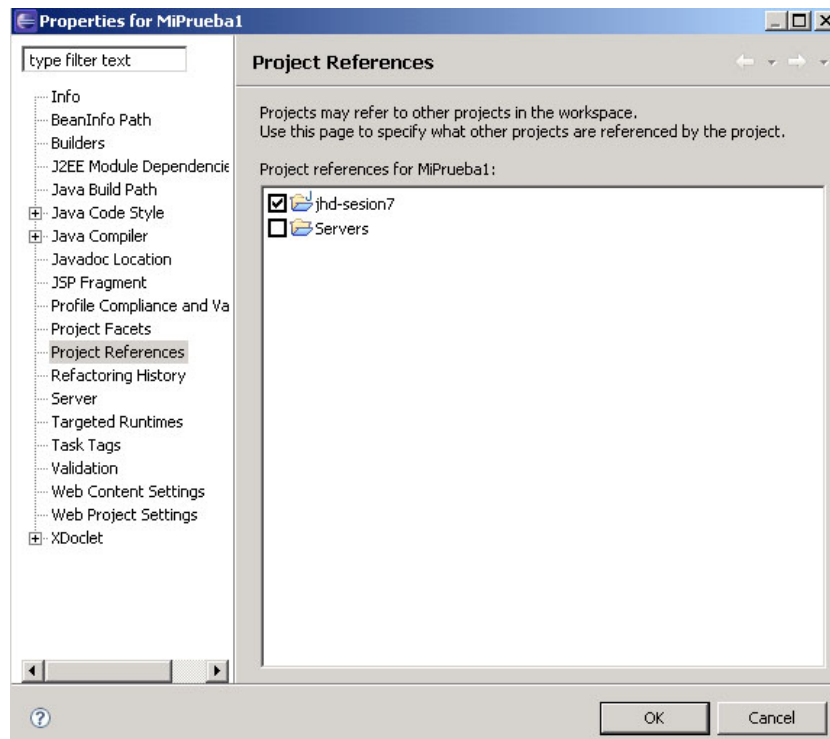 Properties for MiPrueba1
type filter text
Info
BeanInfo Path
Builders
J2EE Module Dependencie
Java Build Path
Java Code Style
Java Compiler
Javadoc Location
JSP Fragment
Profile Compliance and Va
Project Facets
Project References
Refactoring History
Server
Targeted Runtimes
Task Tags
Validation
Web Content Settings
Web Project Settings
XDoclet
Project References
Projects may refer to other projects in the workspace.
Use this page to specify what other projects are referenced by the project.
Project references for MiPrueba1:
jhd-sesion7
Servers
OK
Cancel